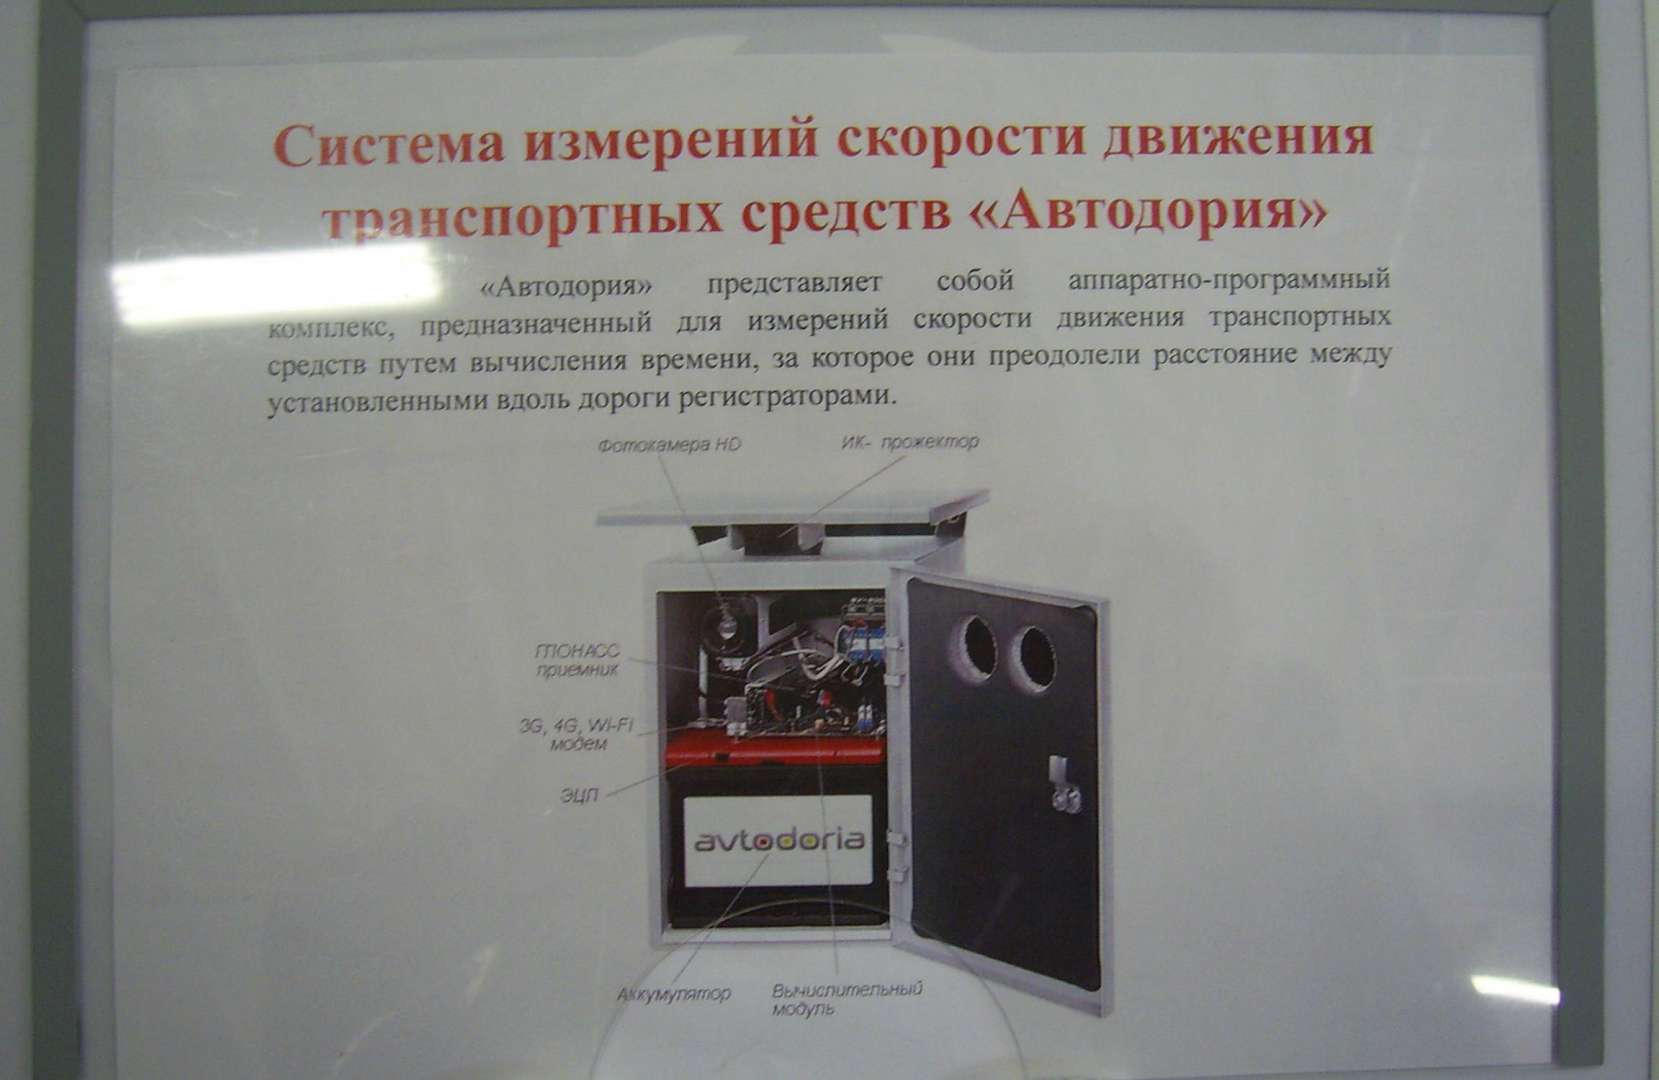 Система измерений скорости движения
транспортных средств «Автодория»
«Автодория» представляет собой аппаратно-программный
комплекс, предназначенный для измерений скорости движения транспортных
средств путем вычисления времени, за которое они преодолели расстояние между
установленными вдоль дороги регистраторами.
Фотокамера HD
ИК- прожектор
ГЛОНАСС
приемник
3G, 4G, Wi-Fi
модем
ЭЦП
avtodoria
Аккумулятор
Вычислительный
модуль